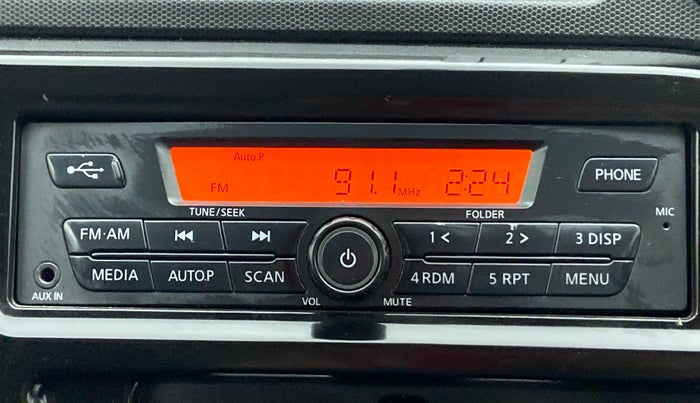 Auto.P
FM 91.1 MHz 2:24
PHONE
TUNE/SEEK
FOLDER
MIC
FM·AM
1 <
2 >
3 DISP
MEDIA
AUTO.P
SCAN
4 RDM
5 RPT
MENU
AUX IN
VOL
MUTE